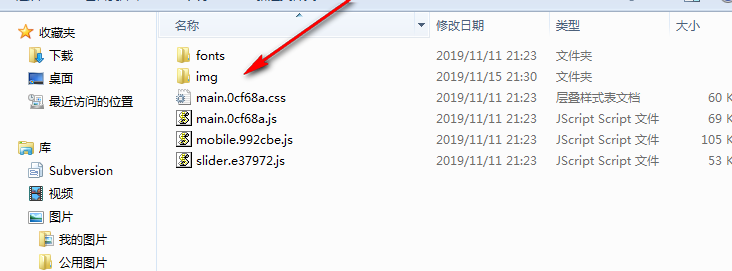 名称 修改日期 类型 大小
收藏夹
下载
桌面
最近访问的位置
库
Subversion
视频
图片
我的图片
公用图片
fonts 2019/11/11 21:23 文件夹
img 2019/11/15 21:30 文件夹
main.0cf68a.css 2019/11/11 21:23 层叠样式表文档 60 K
main.0cf68a.js 2019/11/11 21:23 JScript Script 文件 69 K
mobile.992cbe.js 2019/11/11 21:23 JScript Script 文件 105 K
slider.e37972.js 2019/11/11 21:23 JScript Script 文件 53 K